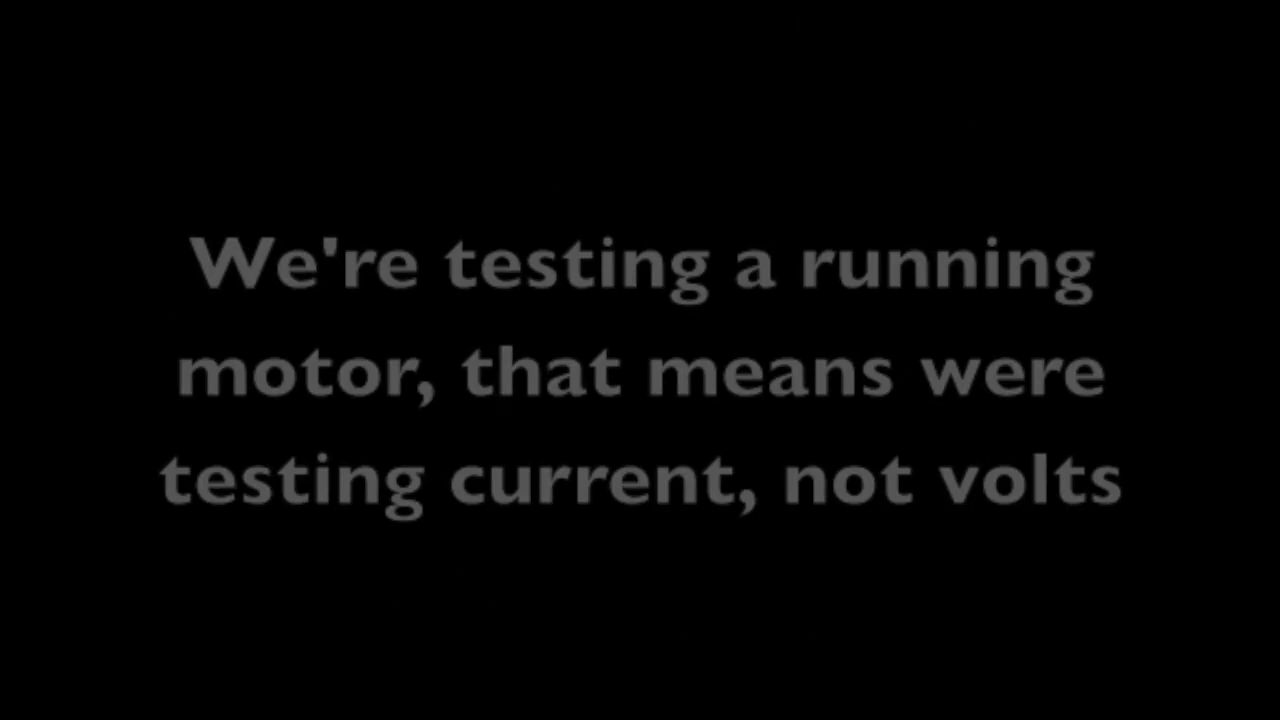 We're testing a running
motor, that means were
testing current, not volts